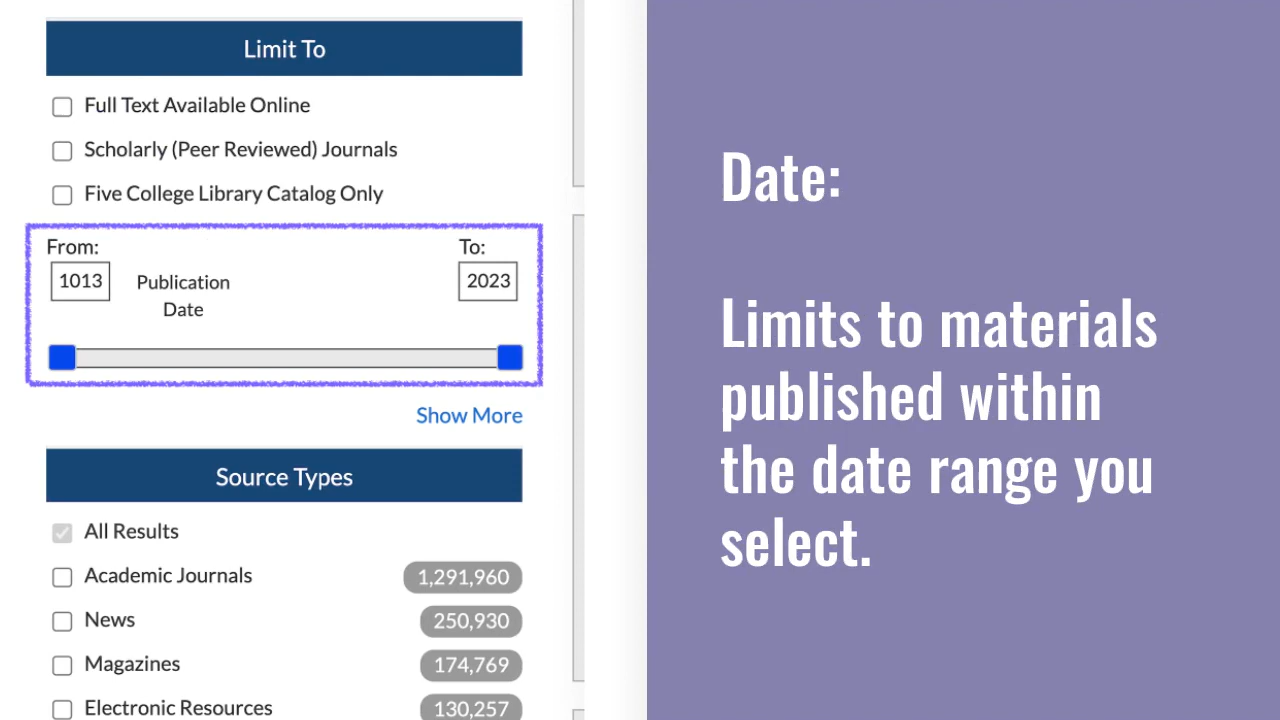 Limit To
Full Text Available Online
Scholarly (Peer Reviewed) Journals
Five College Library Catalog Only
From:
To:
1013
Publication
Date
2023
Show More
Source Types
All Results
Academic Journals 1,291,960
News 250,930
Magazines 174,769
Electronic Resources 130,257
Date:
Limits to materials
published within
the date range you
select.